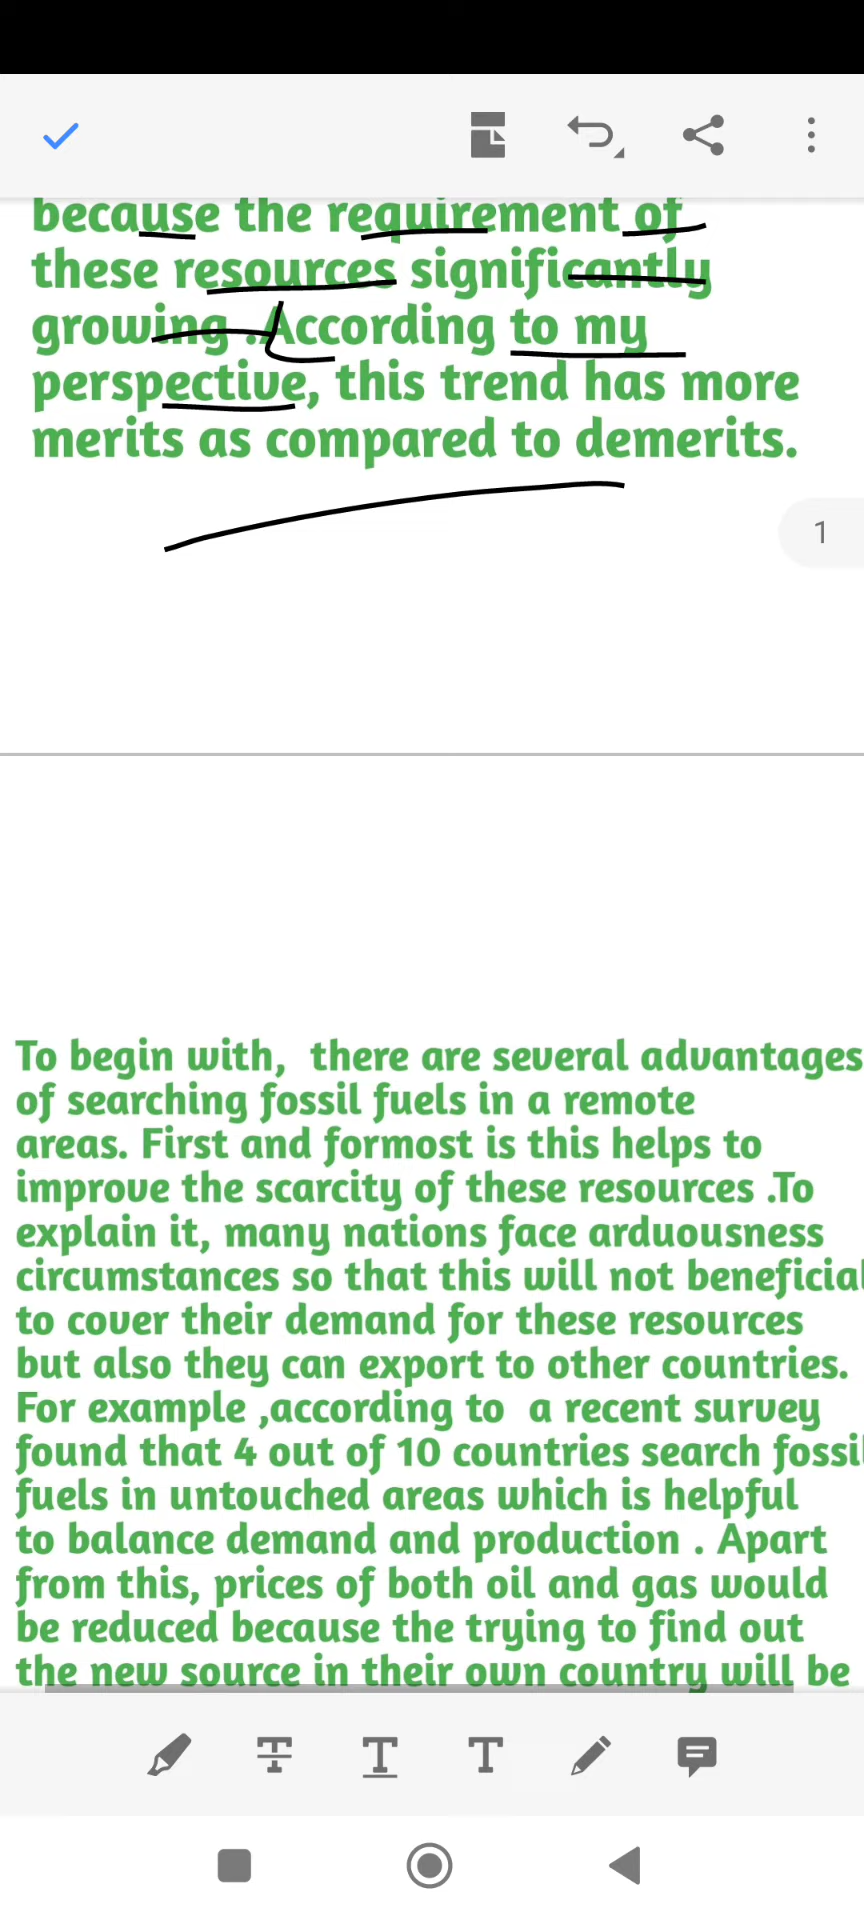 because the requirement of
these resources significantly
growing .According to my
perspective, this trend has more
merits as compared to demerits.
1
To begin with,  there are several advantages
of searching fossil fuels in a remote
areas. First and formost is this helps to
improve the scarcity of these resources .To
explain it, many nations face arduousness
circumstances so that this will not beneficial
to cover their demand for these resources
but also they can export to other countries.
For example ,according to  a recent survey
found that 4 out of 10 countries search fossil
fuels in untouched areas which is helpful
to balance demand and production . Apart
from this, prices of both oil and gas would
be reduced because the trying to find out
the new source in their own country will be